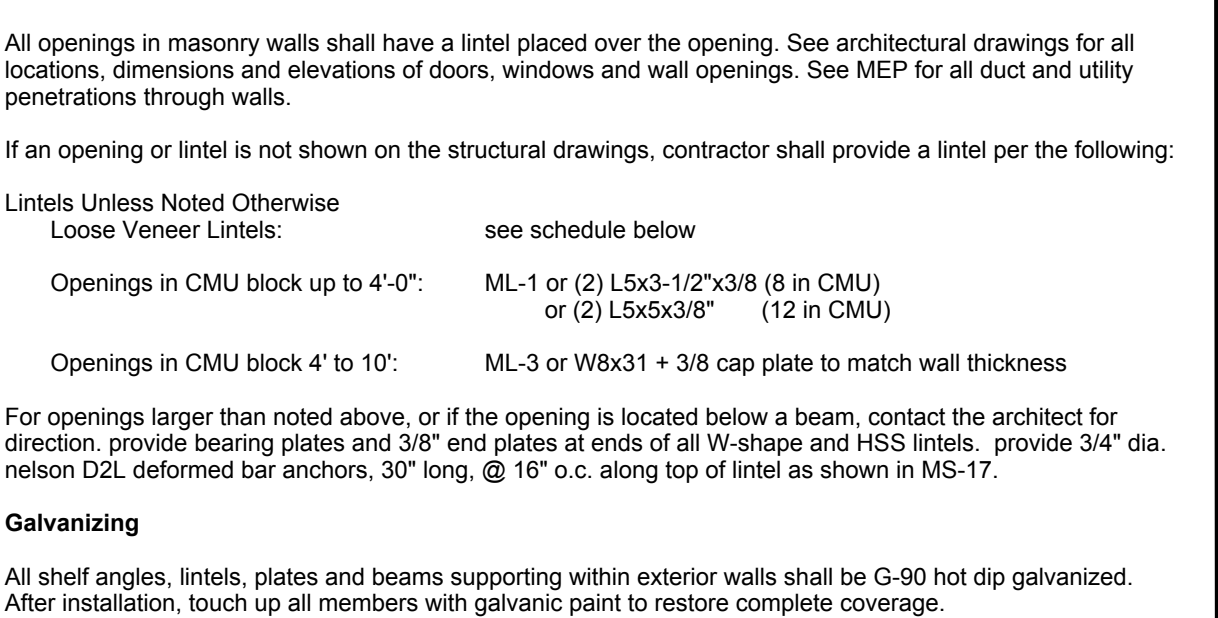 All openings in masonry walls shall have a lintel placed over the opening. See architectural drawings for all
locations, dimensions and elevations of doors, windows and wall openings. See MEP for all duct and utility
penetrations through walls.
If an opening or lintel is not shown on the structural drawings, contractor shall provide a lintel per the following:
Lintels Unless Noted Otherwise
Loose Veneer Lintels: see schedule below
Openings in CMU block up to 4'-0": ML-1 or (2) L5x3-1/2"x3/8 (8 in CMU)
or (2) L5x5x3/8" (12 in CMU)
Openings in CMU block 4' to 10': ML-3 or W8x31 + 3/8 cap plate to match wall thickness
For openings larger than noted above, or if the opening is located below a beam, contact the architect for
direction. provide bearing plates and 3/8" end plates at ends of all W-shape and HSS lintels. provide 3/4" dia.
nelson D2L deformed bar anchors, 30" long, @ 16" o.c. along top of lintel as shown in MS-17.
Galvanizing
All shelf angles, lintels, plates and beams supporting within exterior walls shall be G-90 hot dip galvanized.
After installation, touch up all members with galvanic paint to restore complete coverage.